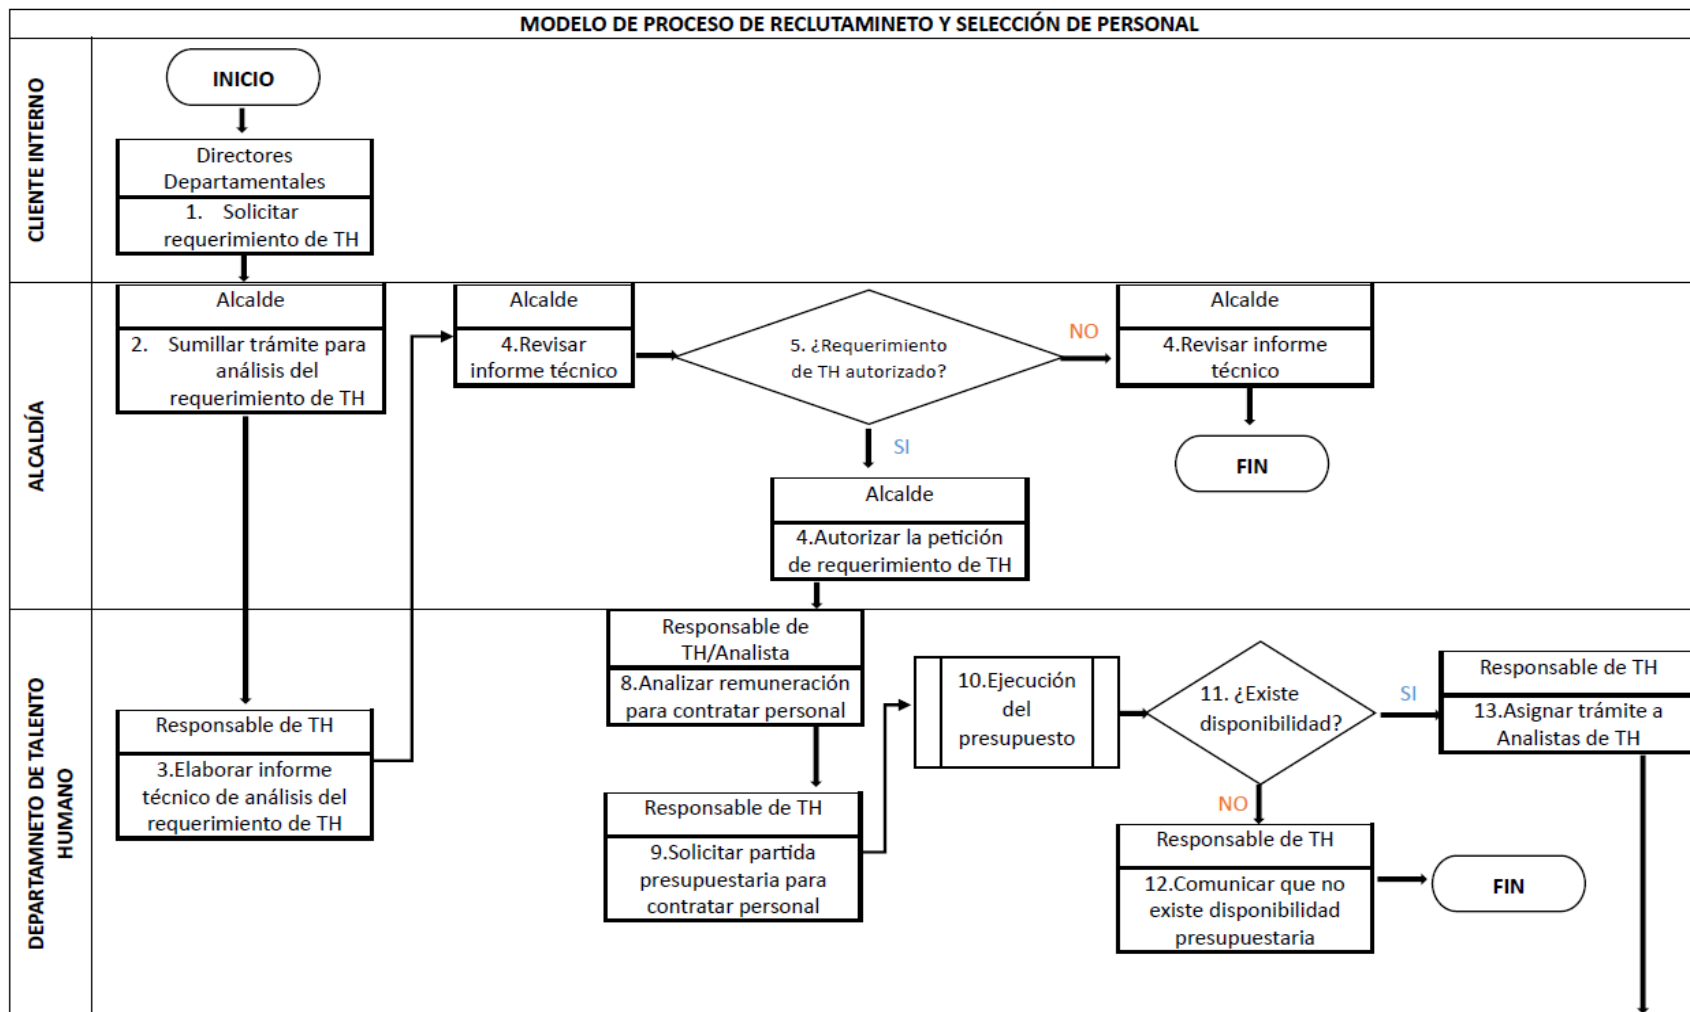 MODELO DE PROCESO DE RECLUTAMINETO Y SELECCIÓN DE PERSONAL
CLIENTE INTERNO
INICIO
Directores
Departamentales
1. Solicitar
requerimiento de TH
ALCALDÍA
Alcalde
2. Sumillar trámite para
análisis del
requerimiento de TH
Alcalde
4.Revisar
informe técnico
5. ¿Requerimiento
de TH autorizado?
NO
Alcalde
4.Revisar informe
técnico
FIN
SI
Alcalde
4.Autorizar la petición
de requerimiento de TH
DEPARTAMNETO DE TALENTO
HUMANO
Responsable de TH
3.Elaborar informe
técnico de análisis del
requerimiento de TH
Responsable de
TH/Analista
8.Analizar remuneración
para contratar personal
Responsable de TH
9.Solicitar partida
presupuestaria para
contratar personal
10.Ejecución
del
presupuesto
11. ¿Existe
disponibilidad?
SI
Responsable de TH
13.Asignar trámite a
Analistas de TH
NO
Responsable de TH
12.Comunicar que no
existe disponibilidad
presupuestaria
FIN